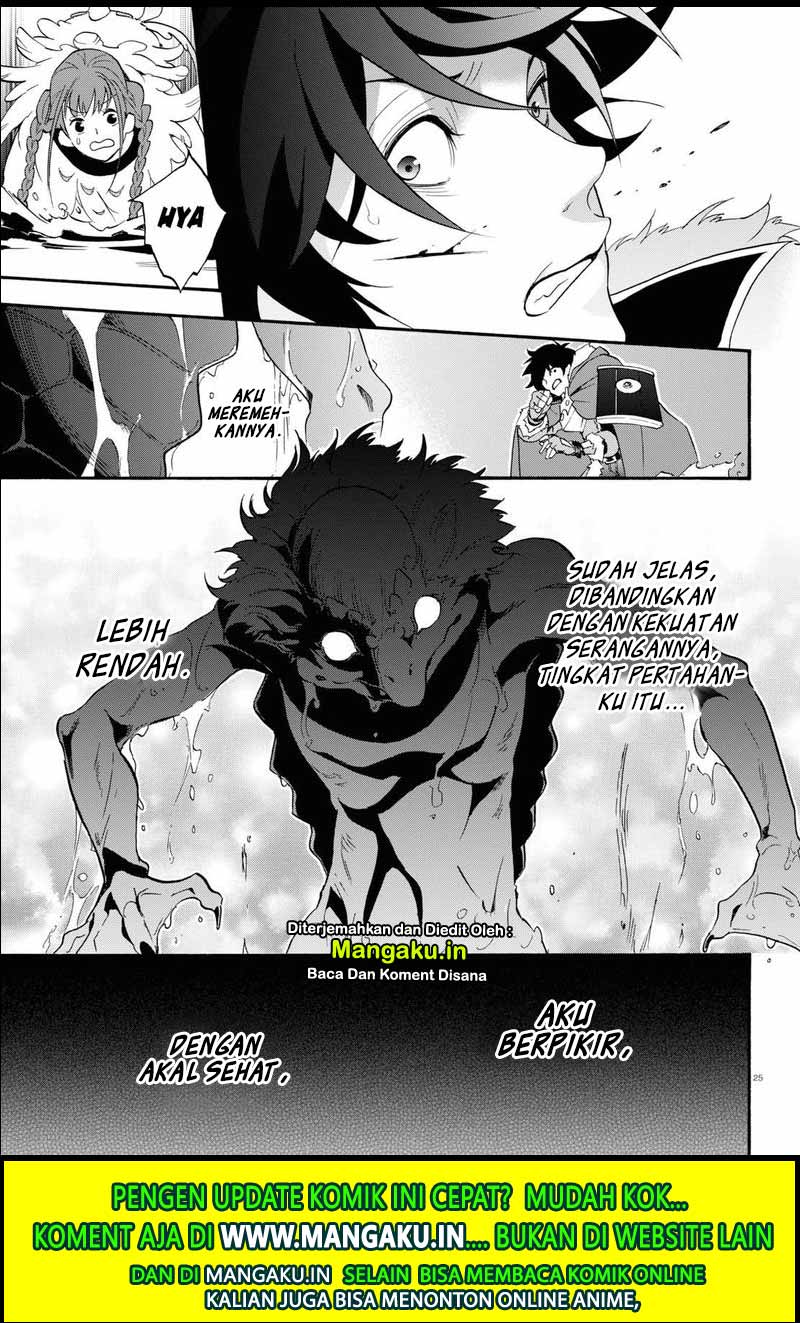 HYA
AKU
MEREMEH-
KANNYA.
SUDAH JELAS,
DIBANDINGKAN
DENGAN KEKUATAN
SERANGANNYA,
TINGKAT PERTAHAN-
KU ITU...
LEBIH
RENDAH.
Diterjemahkan dan Diedit Oleh :
Mangaku.in
Baca Dan Koment Disana
AKU
BERPIKIR,
DENGAN
AKAL SEHAT,
25
PENGEN UPDATE KOMIK INI CEPAT? MUDAH KOK...
KOMENT AJA DI WWW.MANGAKU.IN.... BUKAN DI WEBSITE LAIN
DAN DI MANGAKU.IN SELAIN BISA MEMBACA KOMIK ONLINE
KALIAN JUGA BISA MENONTON ONLINE ANIME,